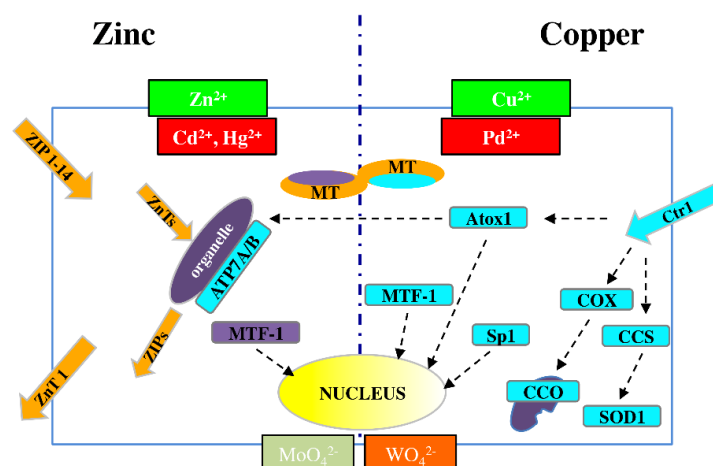 Zinc
Copper
Zn²⁺
Cu²⁺
Cd²⁺, Hg²⁺
Pd²⁺
ZIP 1-14
MT
MT
ZnTs
Atox1
Ctr1
organelle
ATP7A/B
MTF-1
COX
MTF-1
Sp1
CCS
ZIPs
ZnT 1
NUCLEUS
CCO
SOD1
MoO₄²⁻
WO₄²⁻